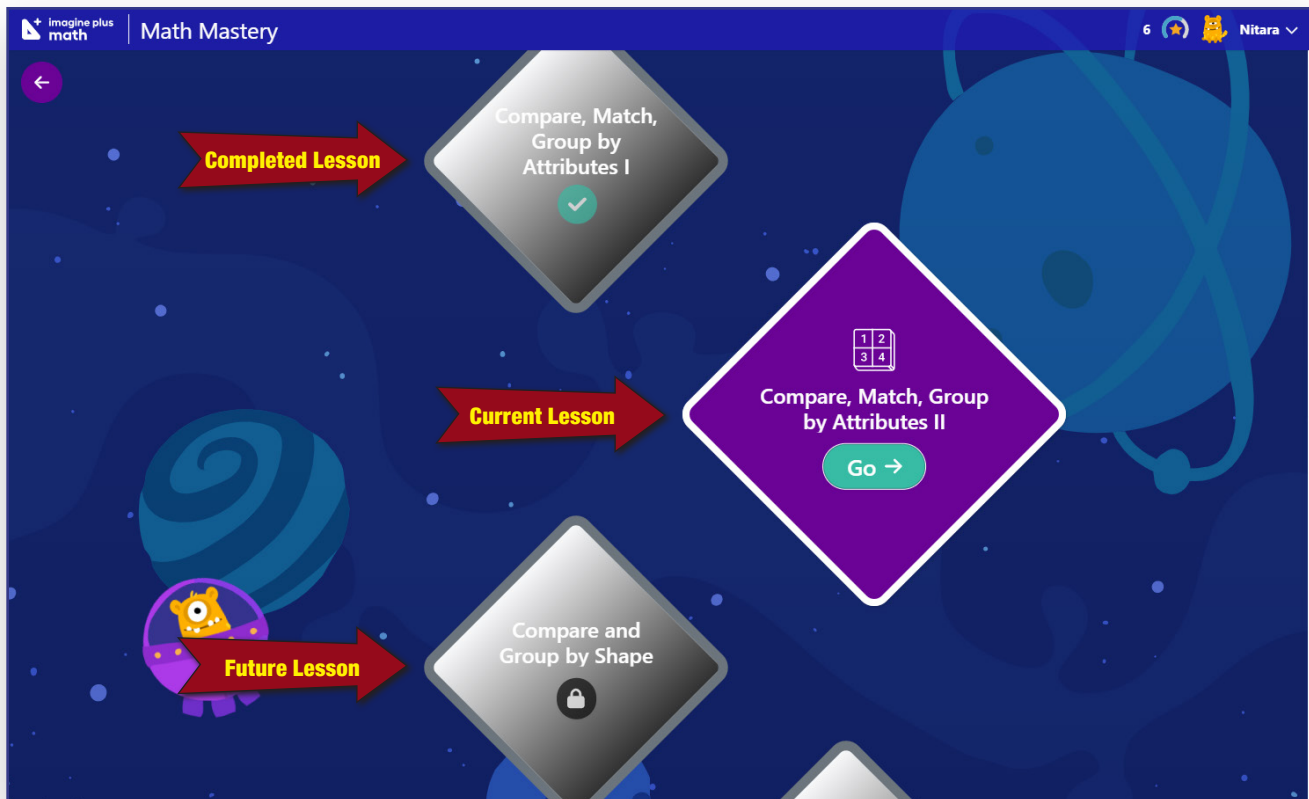 imagine plus
math
Math Mastery
6
Nitara
Compare, Match,
Group by
Attributes I
Completed Lesson
1 2
3 4
Compare, Match, Group
by Attributes II
Current Lesson
Go →
Compare and
Group by Shape
Future Lesson